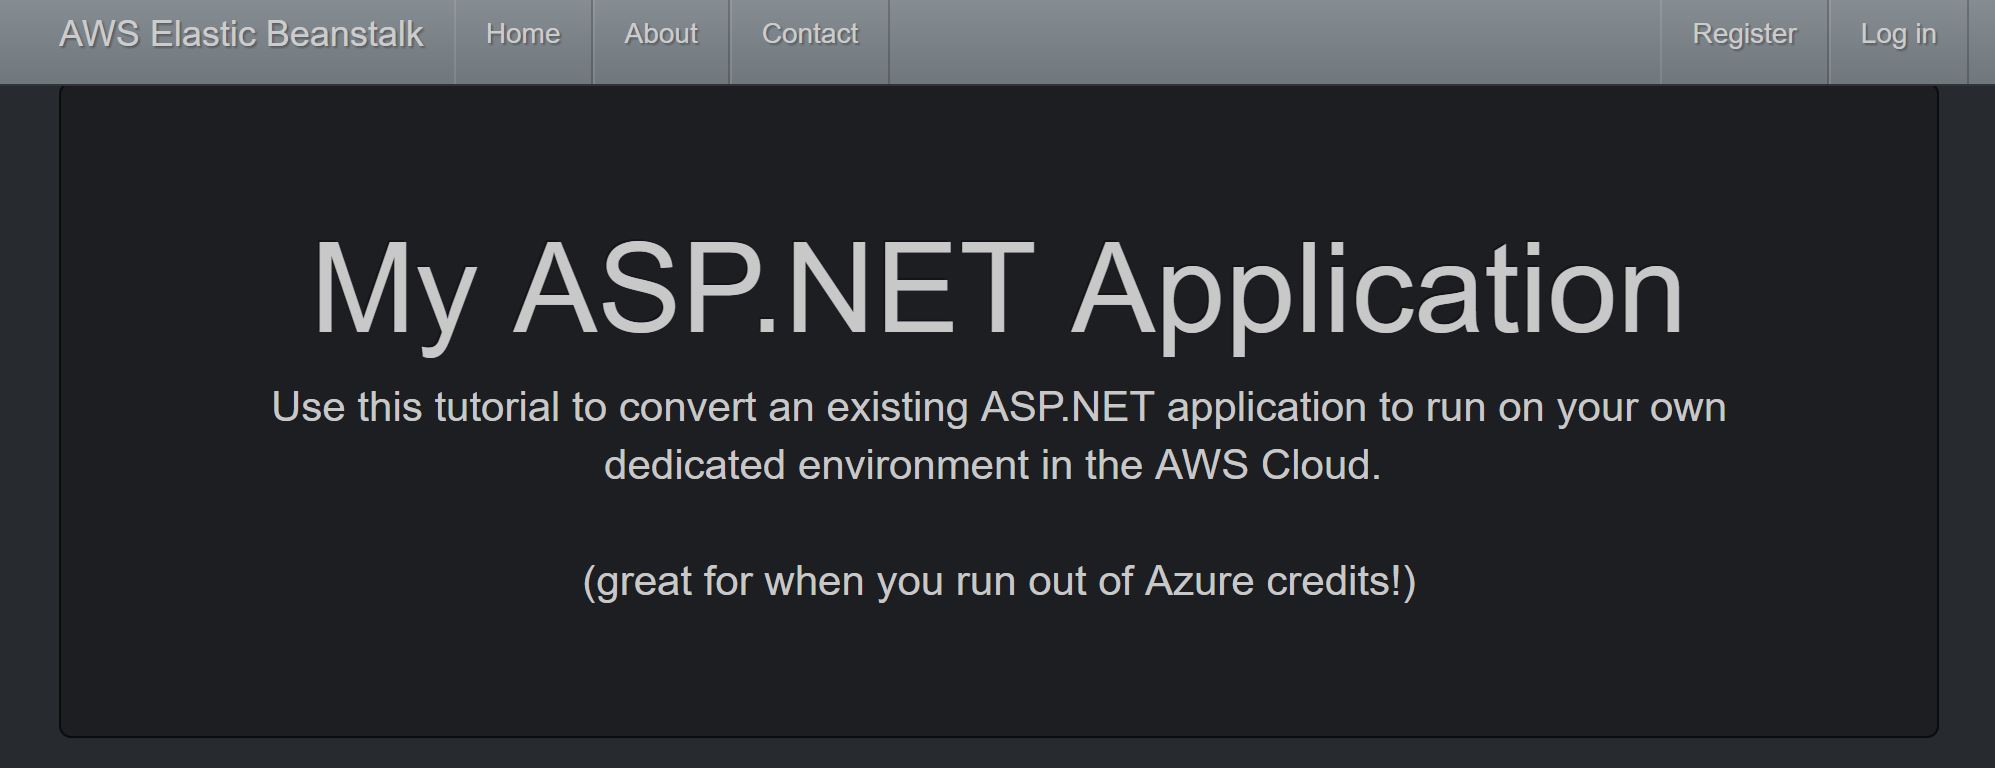 AWS Elastic Beanstalk Home About Contact Register Log in
My ASP.NET Application
Use this tutorial to convert an existing ASP.NET application to run on your own
dedicated environment in the AWS Cloud.
(great for when you run out of Azure credits!)